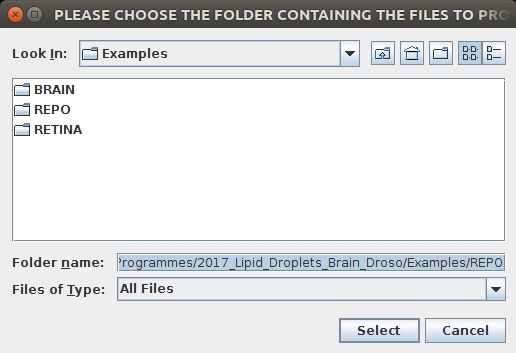 PLEASE CHOOSE THE FOLDER CONTAINING THE FILES TO PRO
Look In: Examples
BRAIN
REPO
RETINA
Folder name: Programmes/2017_Lipid_Droplets_Brain_Droso/Examples/REPO
Files of Type: All Files
Select Cancel